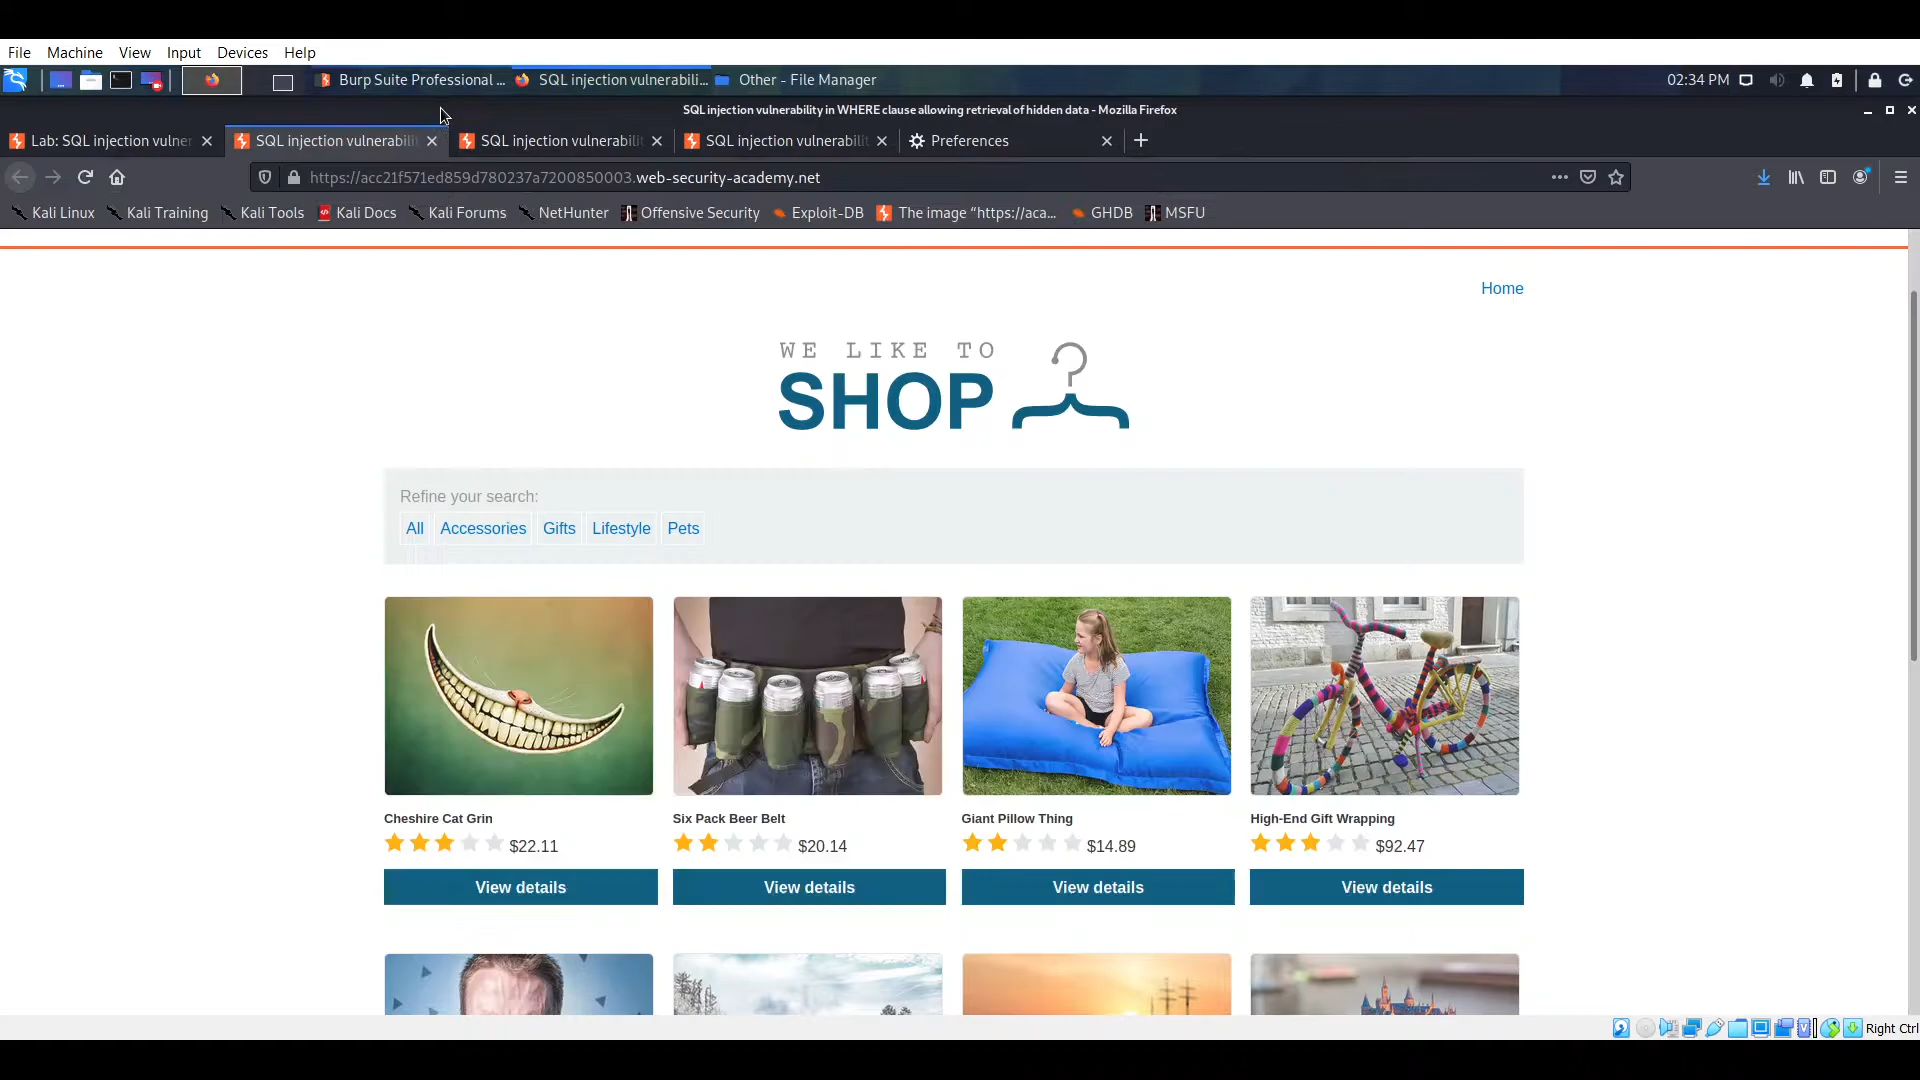 File Machine View Input Devices Help
Burp Suite Professional ... SQL injection vulnerabili... Other - File Manager 02:34 PM
SQL injection vulnerability in WHERE clause allowing retrieval of hidden data - Mozilla Firefox
Lab: SQL injection vulner SQL injection vulnerabili SQL injection vulnerabili SQL injection vulnerabili Preferences
https://acc21f571ed859d780237a7200850003.web-security-academy.net
Kali Linux Kali Training Kali Tools Kali Docs Kali Forums NetHunter Offensive Security Exploit-DB The image “https://aca... GHDB MSFU
Home
WE LIKE TO
SHOP
Refine your search:
All Accessories Gifts Lifestyle Pets
Cheshire Cat Grin Six Pack Beer Belt Giant Pillow Thing High-End Gift Wrapping
$22.11 $20.14 $14.89 $92.47
View details View details View details View details
Right Ctrl